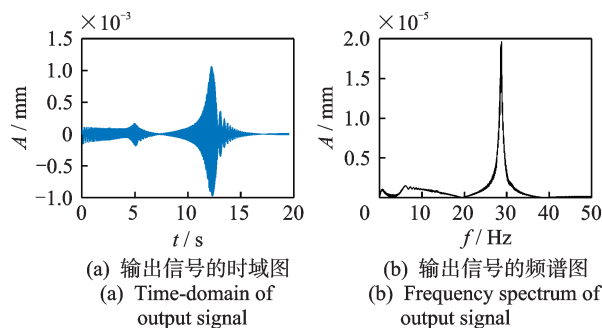 ×10⁻³
1.5
1.0
0.5
0
−0.5
−1.0
A / mm
0 5 10 15 20
t / s
(a) 输出信号的时域图
(a) Time-domain of
output signal
×10⁻⁵
2.0
1.5
1.0
0.5
A / mm
0 10 20 30 40 50
f / Hz
(b) 输出信号的频谱图
(b) Frequency spectrum of
output signal